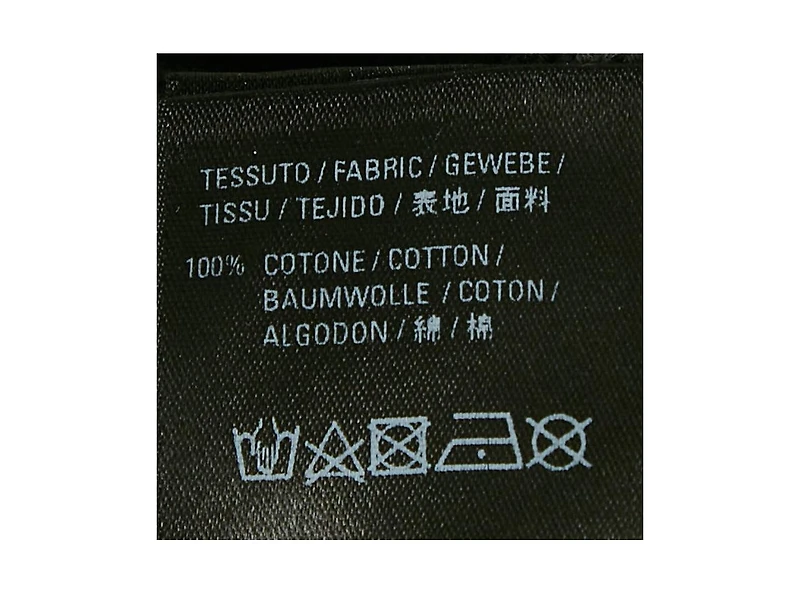 TESSUTO / FABRIC / GEWEBE /
TISSU / TEJIDO / 表地 / 面料
100% COTONE / COTTON /
BAUMWOLLE / COTON /
ALGODON / 綿 / 棉